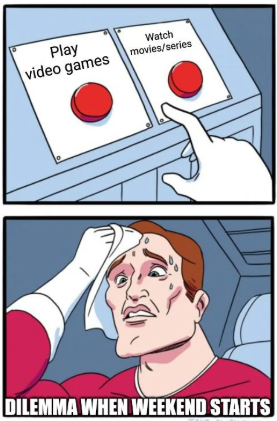 Play
video games
Watch
movies/series
DILEMMA WHEN WEEKEND STARTS